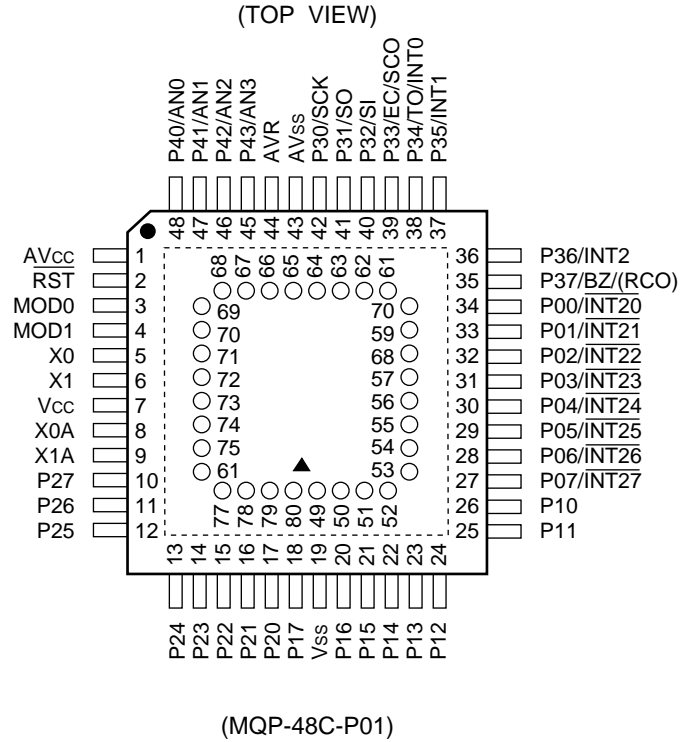 (TOP VIEW)
P40/AN0
P41/AN1
P42/AN2
P43/AN3
AVR
AVSS
P30/SCK
P31/SO
P32/SI
P33/EC/SCO
P34/TO/INT0
P35/INT1
48 47 46 45 44 43 42 41 40 39 38 37
AVCC 1
RST 2
MOD0 3
MOD1 4
X0 5
X1 6
VCC 7
X0A 8
X1A 9
P27 10
P26 11
P25 12
68 67 66 65 64 63 62 61
69
70
71
72
73
74
75
61
70
59
68
57
56
55
54
53
77 78 79 80 49 50 51 52
36 P36/INT2
35 P37/BZ/(RCO)
34 P00/INT20
33 P01/INT21
32 P02/INT22
31 P03/INT23
30 P04/INT24
29 P05/INT25
28 P06/INT26
27 P07/INT27
26 P10
25 P11
13 14 15 16 17 18 19 20 21 22 23 24
P24
P23
P22
P21
P20
P17
VSS
P16
P15
P14
P13
P12
(MQP-48C-P01)